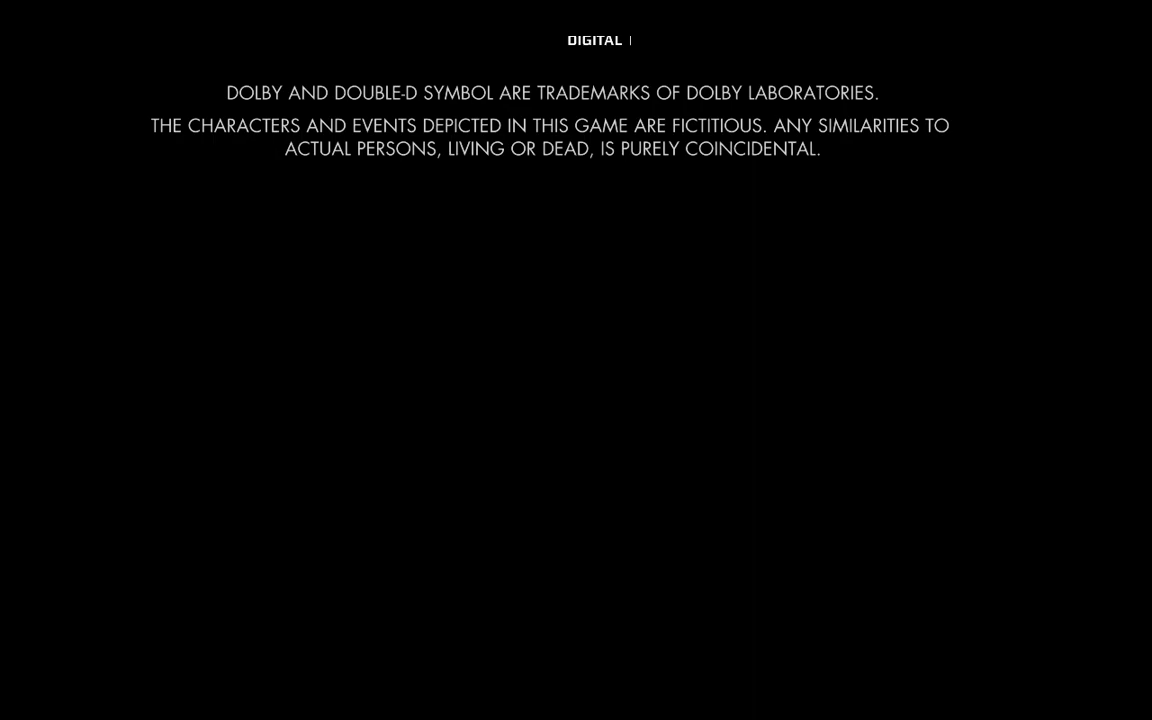 DIGITAL
DOLBY AND DOUBLE-D SYMBOL ARE TRADEMARKS OF DOLBY LABORATORIES.
THE CHARACTERS AND EVENTS DEPICTED IN THIS GAME ARE FICTITIOUS. ANY SIMILARITIES TO
ACTUAL PERSONS, LIVING OR DEAD, IS PURELY COINCIDENTAL.